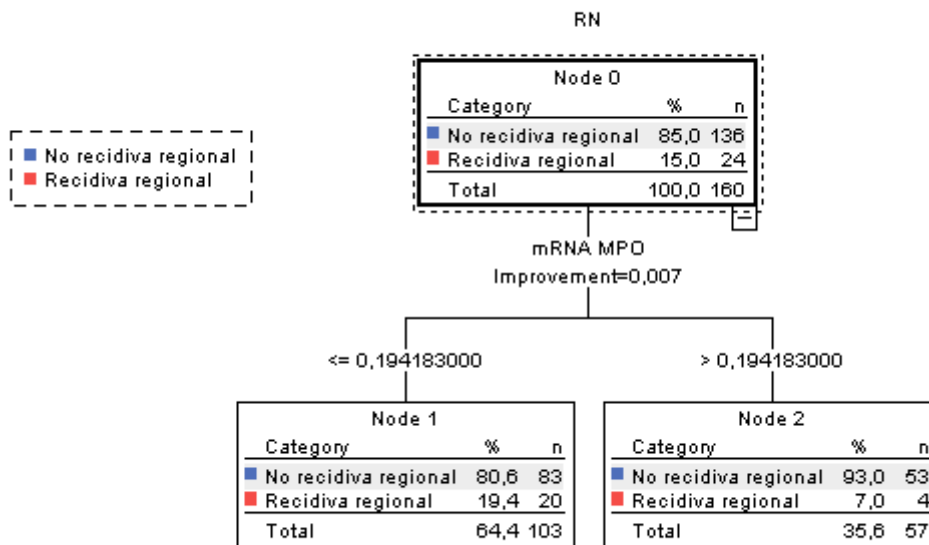 RN
Node 0
Category % n
No recidiva regional 85,0 136
Recidiva regional 15,0 24
Total 100,0 160
No recidiva regional
Recidiva regional
mRNA MPO
Improvement=0,007
<= 0,194183000
> 0,194183000
Node 1
Category % n
No recidiva regional 80,6 83
Recidiva regional 19,4 20
Total 64,4 103
Node 2
Category % n
No recidiva regional 93,0 53
Recidiva regional 7,0 4
Total 35,6 57